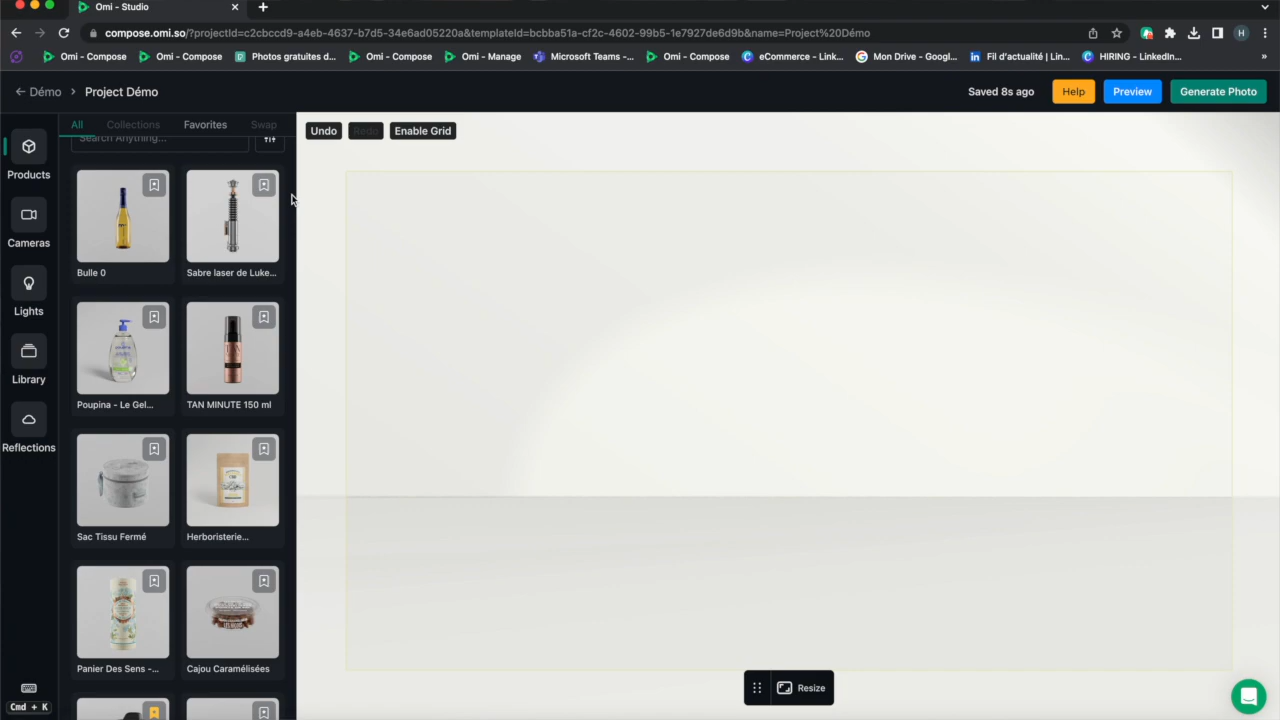 Omi - Studio
compose.omi.so/?projectId=c2cbccd9-a4eb-4637-b7d5-34e6ad05220a&templateId=bcbba51a-cf2c-4602-99b5-1e7927de6d9b&name=Project%20Démo
H
Omi - Compose
Omi - Compose
Photos gratuites d...
Omi - Compose
Omi - Manage
Microsoft Teams -...
Omi - Compose
eCommerce - Link...
Mon Drive - Googl...
Fil d'actualité | Lin...
HIRING - LinkedIn...
»
Démo > Project Démo
Saved 8s ago
Help
Preview
Generate Photo
All
Collections
Favorites
Swap
Search Anything...
Undo
Redo
Enable Grid
Products
Cameras
Lights
Library
Reflections
Cmd + K
Bulle 0
Sabre laser de Luke...
Poupina - Le Gel...
TAN MINUTE 150 ml
Sac Tissu Fermé
Herboristerie...
Panier Des Sens -...
Cajou Caramélisées
Resize